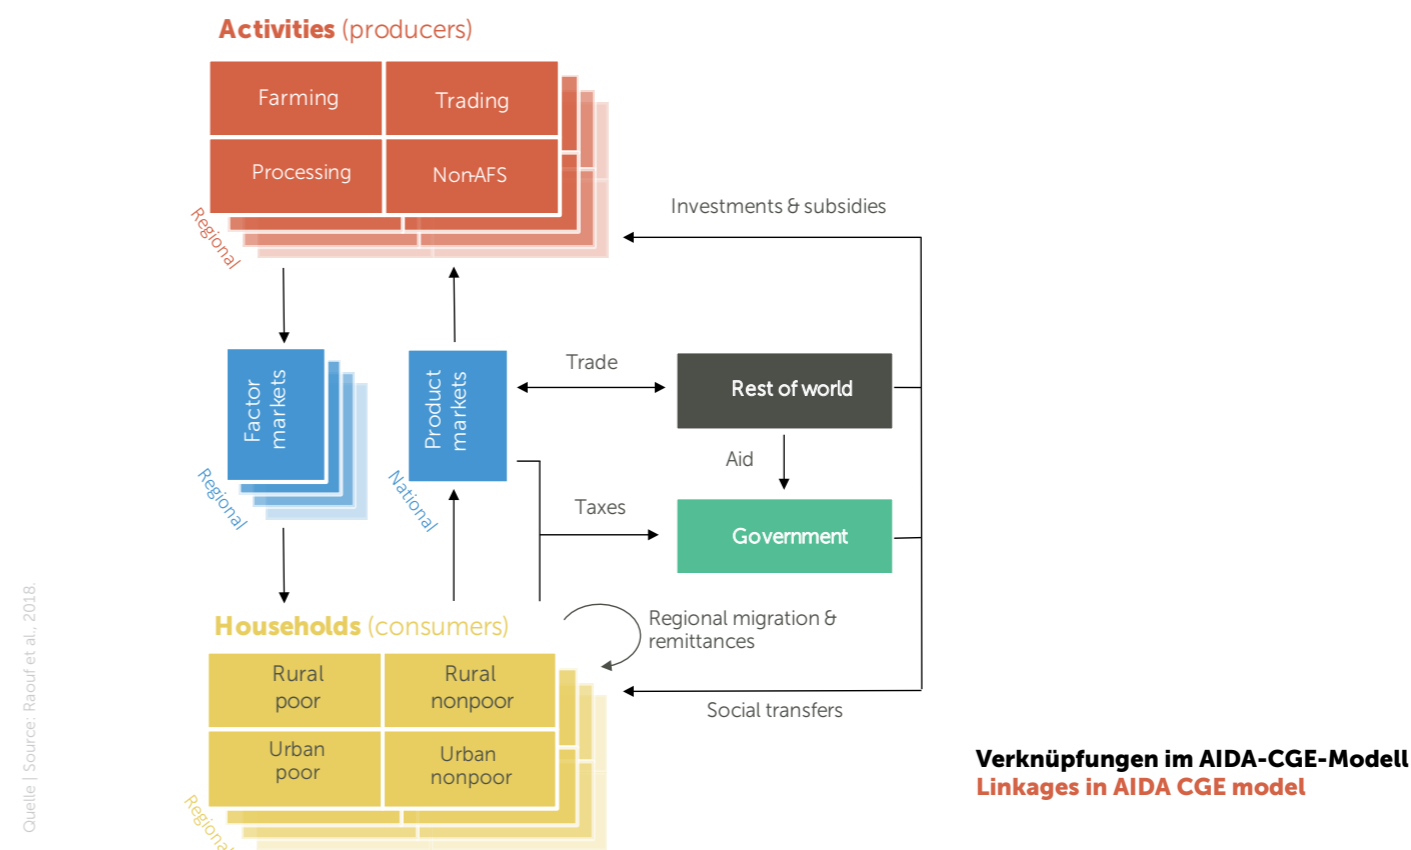 Activities (producers)
Farming
Trading
Processing
Non-AFS
Regional
Investments & subsidies
Factor
markets
Regional
Product
markets
National
Trade
Rest of world
Aid
Taxes
Government
Households (consumers)
Regional migration &
remittances
Rural
poor
Rural
nonpoor
Urban
poor
Urban
nonpoor
Regional
Social transfers
Verknüpfungen im AIDA-CGE-Modell
Linkages in AIDA CGE model
Quelle | Source: Raouf et al., 2018.